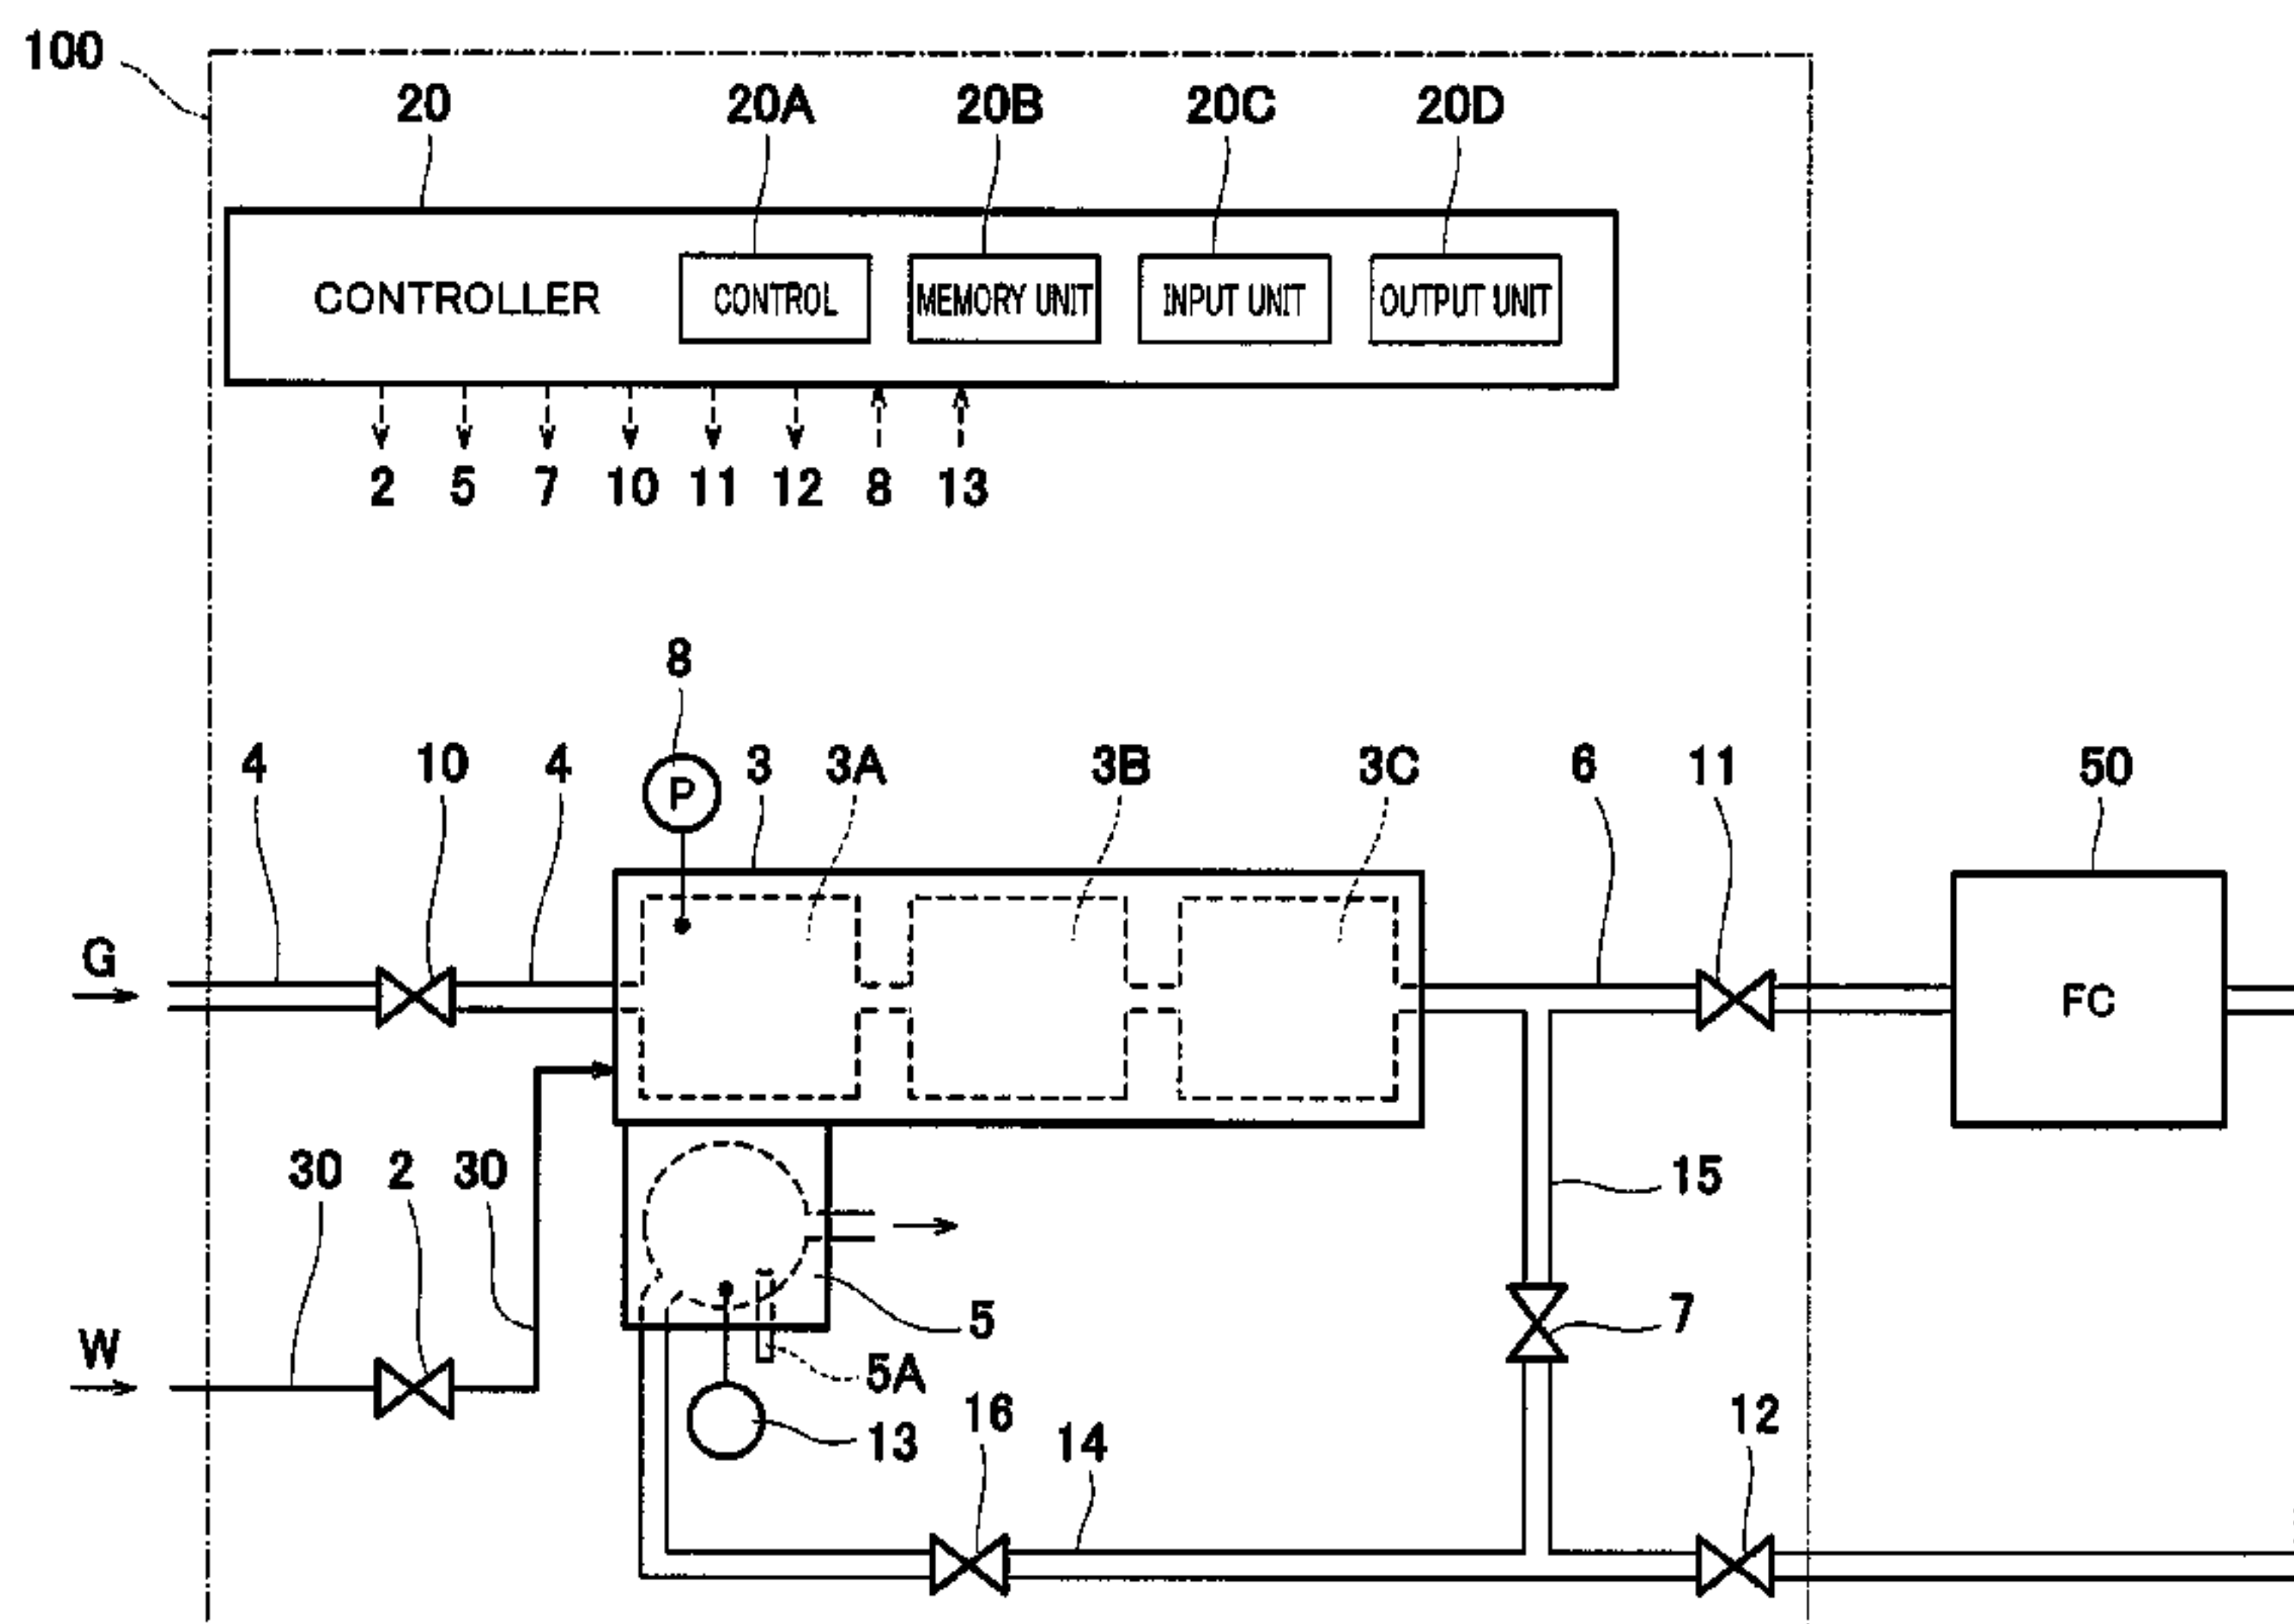 100
20 20A 20B 20C 20D
CONTROLLER CONTROL MEMORY UNIT INPUT UNIT OUTPUT UNIT
2 5 7 10 11 12 8 13
8
4 10 4 P 3 3A 3B 3C 6 11 50
G FC
30 2 30 15
W 5 7
5A
13 16 14 12